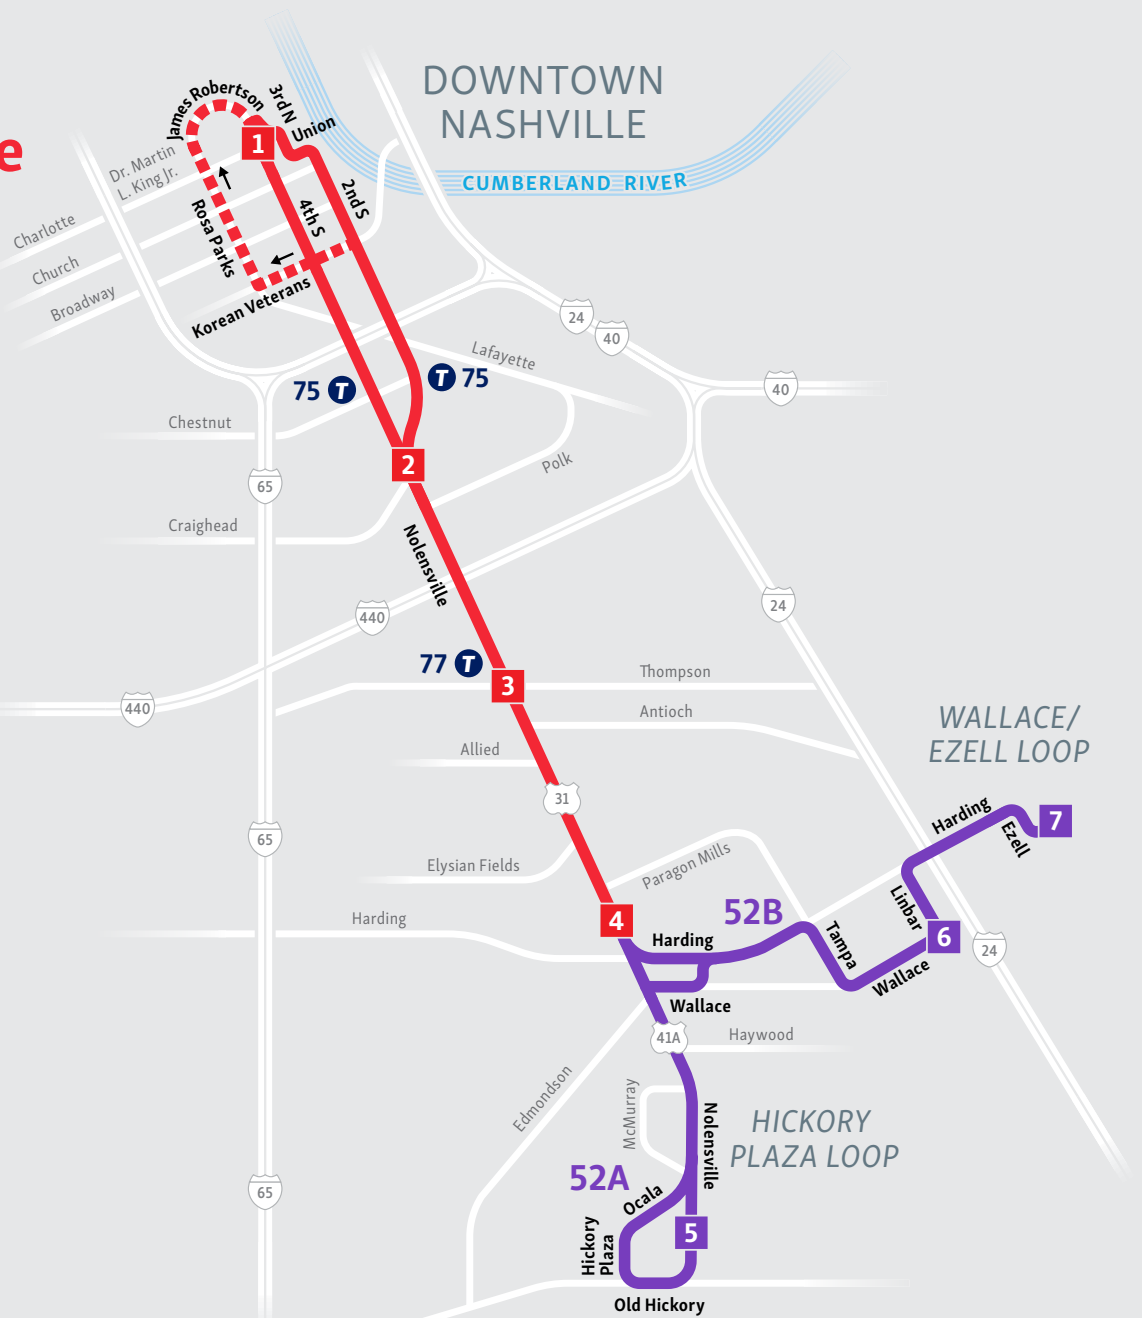 DOWNTOWN
NASHVILLE
CUMBERLAND RIVER
e
James Robertson
3rd N
Union
1
Dr. Martin
L. King Jr.
Charlotte
Church
Broadway
Rosa Parks
4th S
2nd S
Korean Veterans
24
40
40
Lafayette
75 T
T 75
Chestnut
2
Polk
65
Craighead
Nolensville
440
24
77 T
3
Thompson
440
Antioch
WALLACE/
EZELL LOOP
Allied
31
65
Harding
Ezell
7
Elysian Fields
Paragon Mills
Harding
4
52B
Harding
Tampa
Linbar
6
24
Wallace
Wallace
41A
Haywood
Edmondson
McMurray
Nolensville
HICKORY
PLAZA LOOP
52A
Ocala
65
Hickory
Plaza
5
Old Hickory